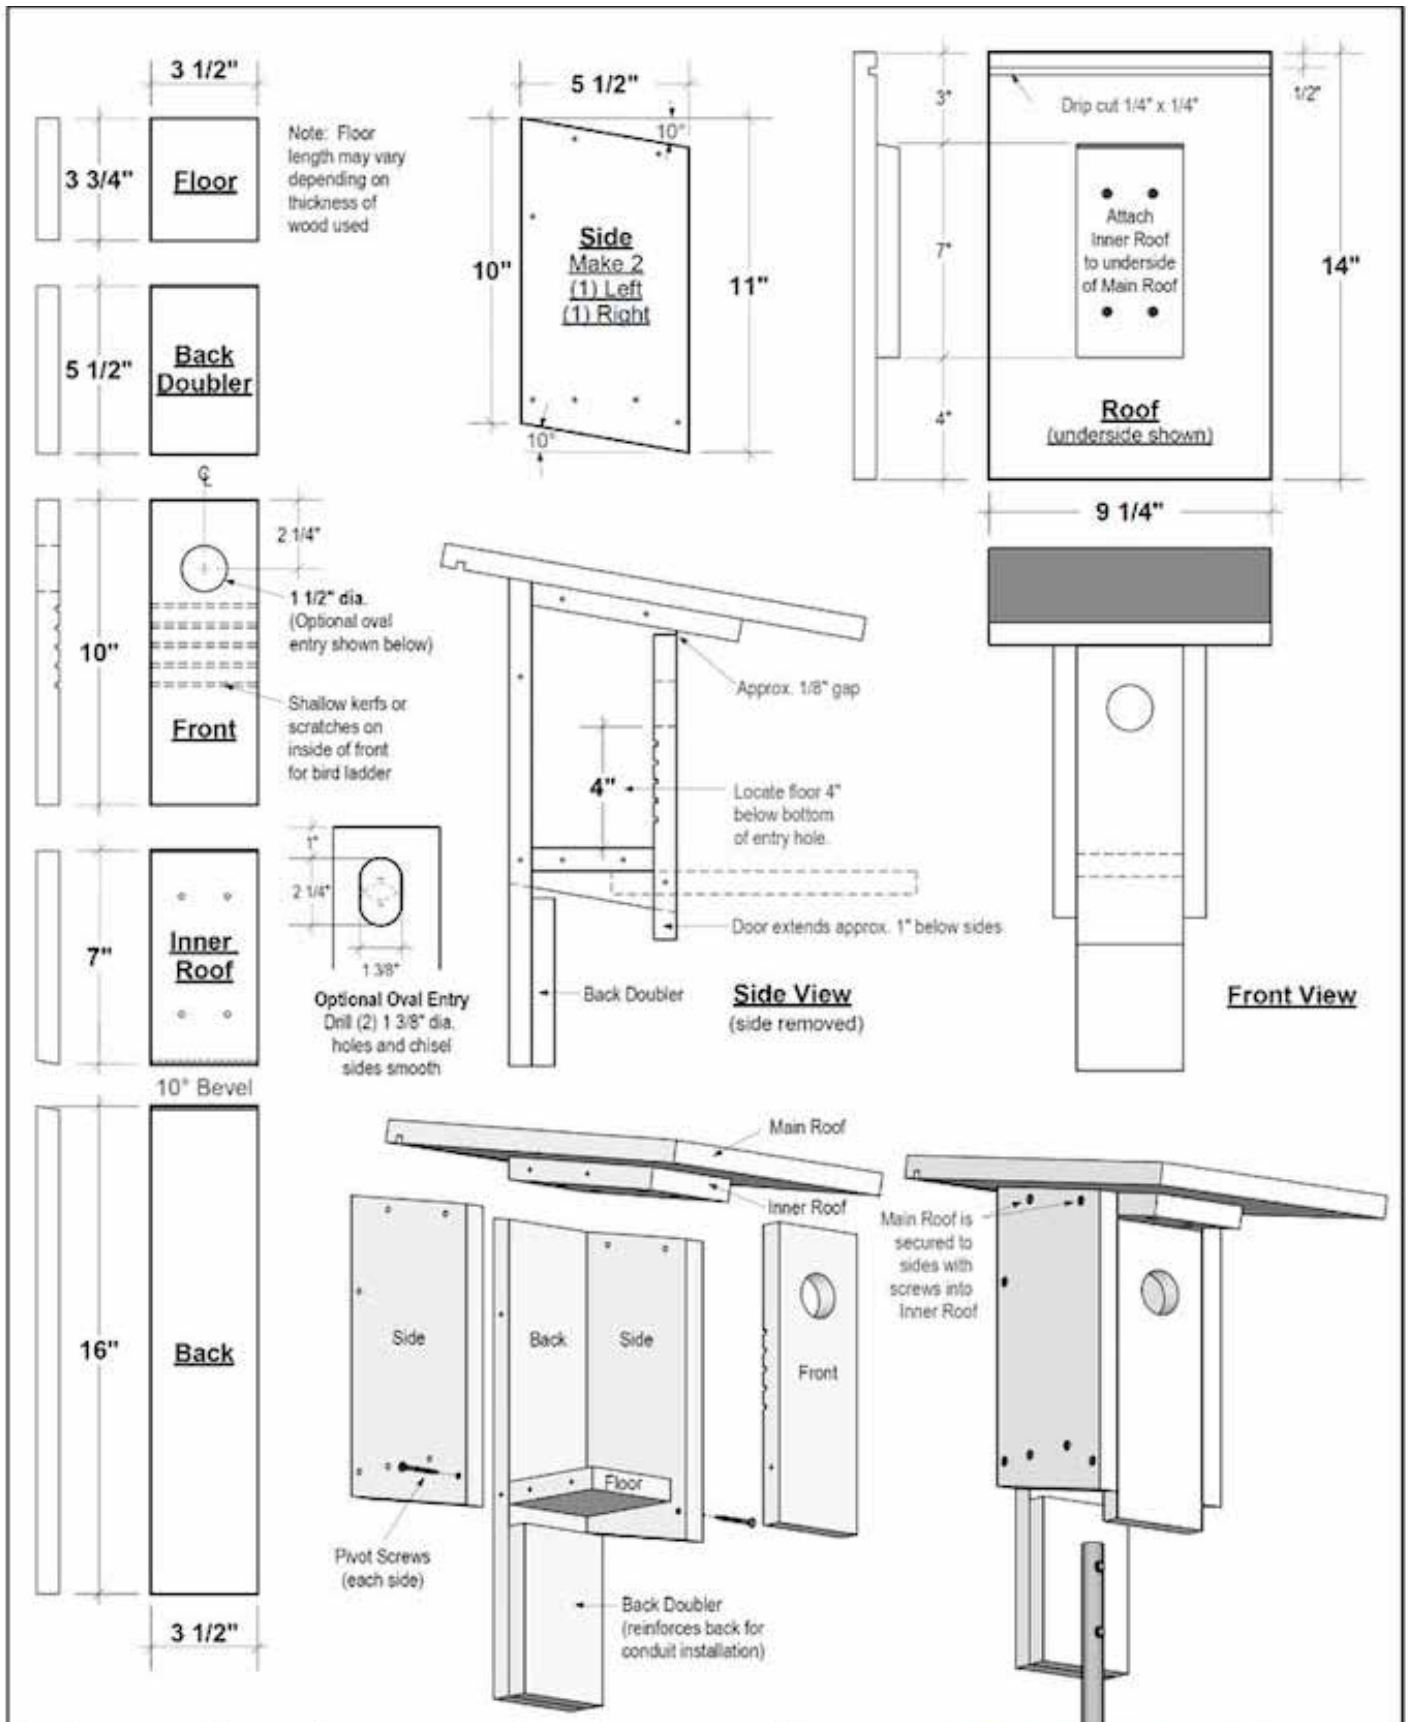 3 1/2"
3 3/4"
Floor
Note: Floor
length may vary
depending on
thickness of
wood used
5 1/2"
Back
Doubler
5 1/2"
10°
10"
Side
Make 2
(1) Left
(1) Right
11"
10°
3"
7"
4"
Drip cut 1/4" x 1/4"
1/2"
Attach
Inner Roof
to underside
of Main Roof
14"
Roof
(underside shown)
9 1/4"
℄
2 1/4"
1 1/2" dia.
(Optional oval
entry shown below)
10"
Front
Shallow kerfs or
scratches on
inside of front
for bird ladder
1"
2 1/4"
1 3/8"
Optional Oval Entry
Drill (2) 1 3/8" dia.
holes and chisel
sides smooth
7"
Inner
Roof
10° Bevel
Approx. 1/8" gap
4"
Locate floor 4"
below bottom
of entry hole.
Door extends approx. 1" below sides
Back Doubler
Side View
(side removed)
Front View
16"
Back
3 1/2"
Main Roof
Inner Roof
Side
Back
Side
Front
Floor
Pivot Screws
(each side)
Back Doubler
(reinforces back for
conduit installation)
Main Roof is
secured to
sides with
screws into
Inner Roof